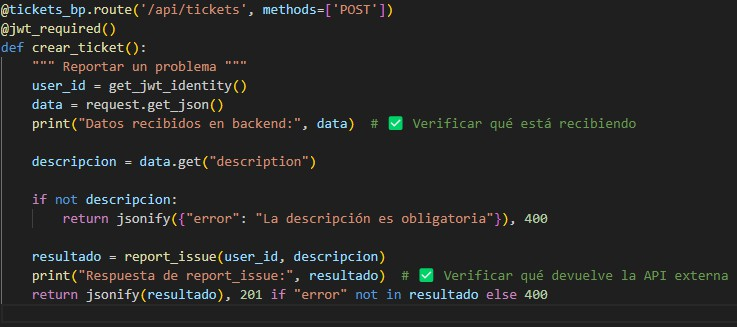 @tickets_bp.route('/api/tickets', methods=['POST'])
@jwt_required()
def crear_ticket():
    """ Reportar un problema """
    user_id = get_jwt_identity()
    data = request.get_json()
    print("Datos recibidos en backend:", data)  # ✅ Verificar qué está recibiendo
    descripcion = data.get("description")
    if not descripcion:
        return jsonify({"error": "La descripción es obligatoria"}), 400
    resultado = report_issue(user_id, descripcion)
    print("Respuesta de report_issue:", resultado)  # ✅ Verificar qué devuelve la API externa
    return jsonify(resultado), 201 if "error" not in resultado else 400